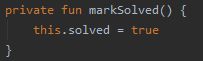 private fun markSolved() {
    this.solved = true
}